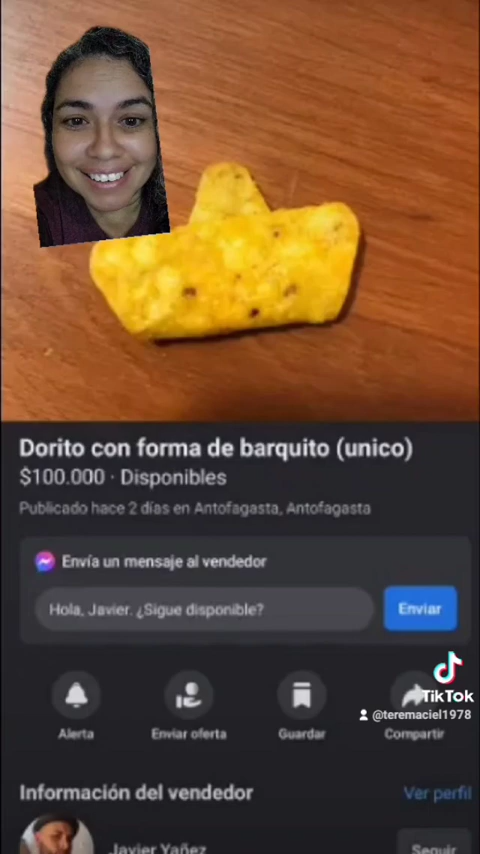 Dorito con forma de barquito (unico)
$100.000 · Disponibles
Publicado hace 2 días en Antofagasta, Antofagasta
Envía un mensaje al vendedor
Hola, Javier. ¿Sigue disponible?
Enviar
TikTok
@teremaciel1978
Alerta
Enviar oferta
Guardar
Compartir
Información del vendedor
Ver perfil
Javier Yañez
Seguir